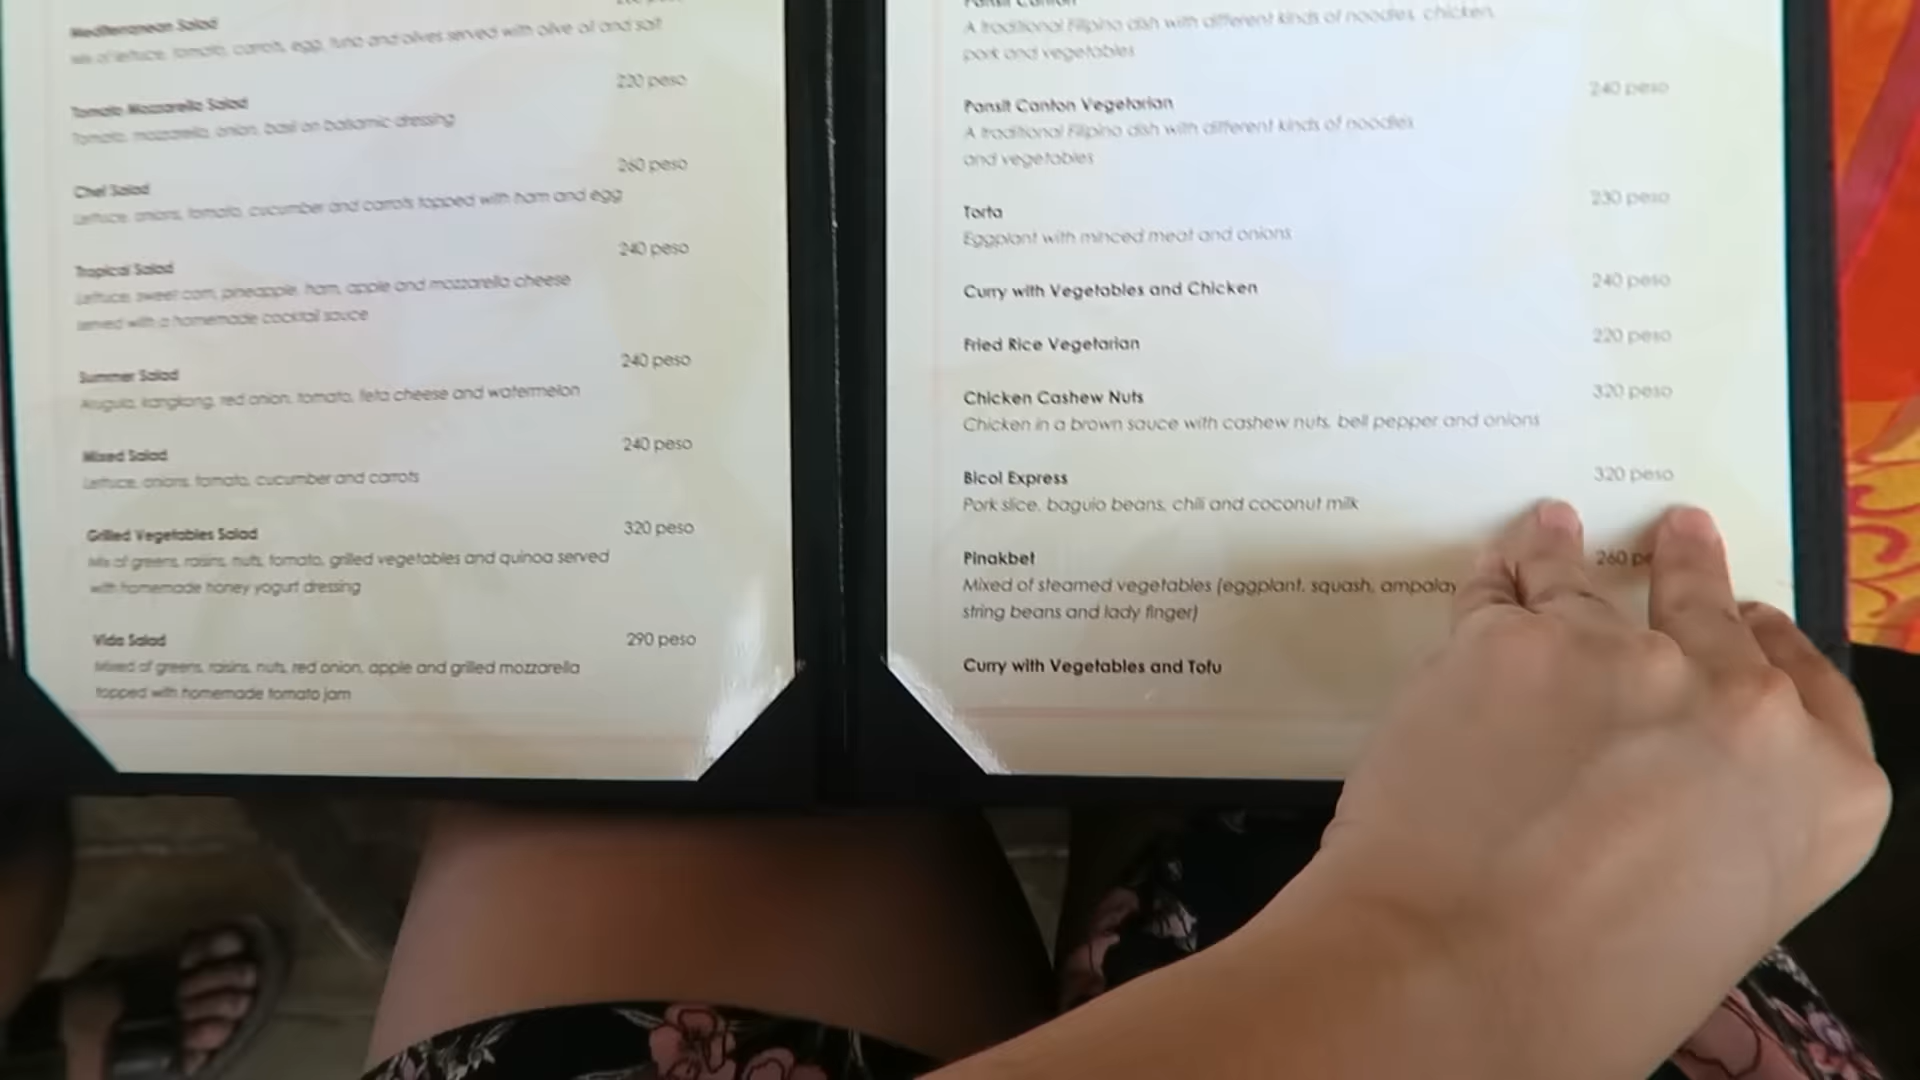 Mediterranean Salad
Mix of lettuce, tomato, carrots, egg, tuna and olives served with olive oil and salt
220 peso
Tomato Mozzarella Salad
Tomato, mozzarella, onion, basil on balsamic dressing
260 peso
Chef Salad
Lettuce, onions, tomato, cucumber and carrots topped with ham and egg
240 peso
Tropical Salad
Lettuce, sweet corn, pineapple, ham, apple and mozzarella cheese
served with a homemade cocktail sauce
240 peso
Summer Salad
Arugula, kangkong, red onion, tomato, feta cheese and watermelon
240 peso
Mixed Salad
Lettuce, onions, tomato, cucumber and carrots
320 peso
Grilled Vegetables Salad
Mix of greens, raisins, nuts, tomato, grilled vegetables and quinoa served
with homemade honey yogurt dressing
290 peso
Vida Salad
Mixed of greens, raisins, nuts, red onion, apple and grilled mozzarella
topped with homemade tomato jam
A traditional Filipino dish with different kinds of noodles, chicken,
pork and vegetables
240 peso
Pansit Canton Vegetarian
A traditional Filipino dish with different kinds of noodles
and vegetables
230 peso
Torta
Eggplant with minced meat and onions
240 peso
Curry with Vegetables and Chicken
220 peso
Fried Rice Vegetarian
320 peso
Chicken Cashew Nuts
Chicken in a brown sauce with cashew nuts, bell pepper and onions
320 peso
Bicol Express
Pork slice, baguio beans, chili and coconut milk
260 pe
Pinakbet
Mixed of steamed vegetables (eggplant, squash, ampalay
string beans and lady finger)
Curry with Vegetables and Tofu